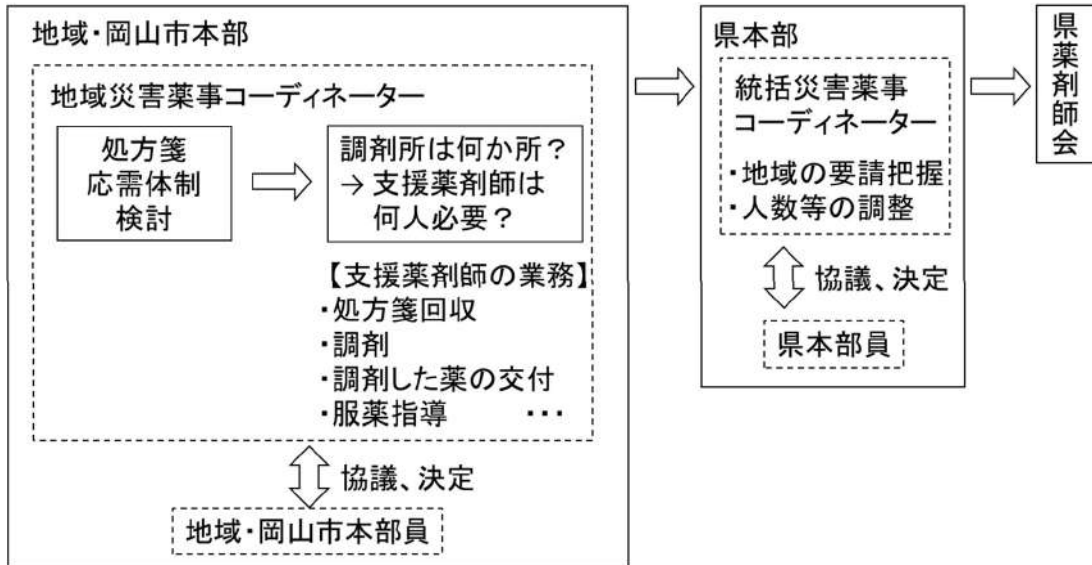 地域・岡山市本部
地域災害薬事コーディネーター
処方箋
応需体制
検討
調剤所は何か所？
→ 支援薬剤師は
何人必要？
【支援薬剤師の業務】
・処方箋回収
・調剤
・調剤した薬の交付
・服薬指導　　・・・
協議、決定
地域・岡山市本部員
県本部
統括災害薬事
コーディネーター
・地域の要請把握
・人数等の調整
協議、決定
県本部員
県薬剤師会